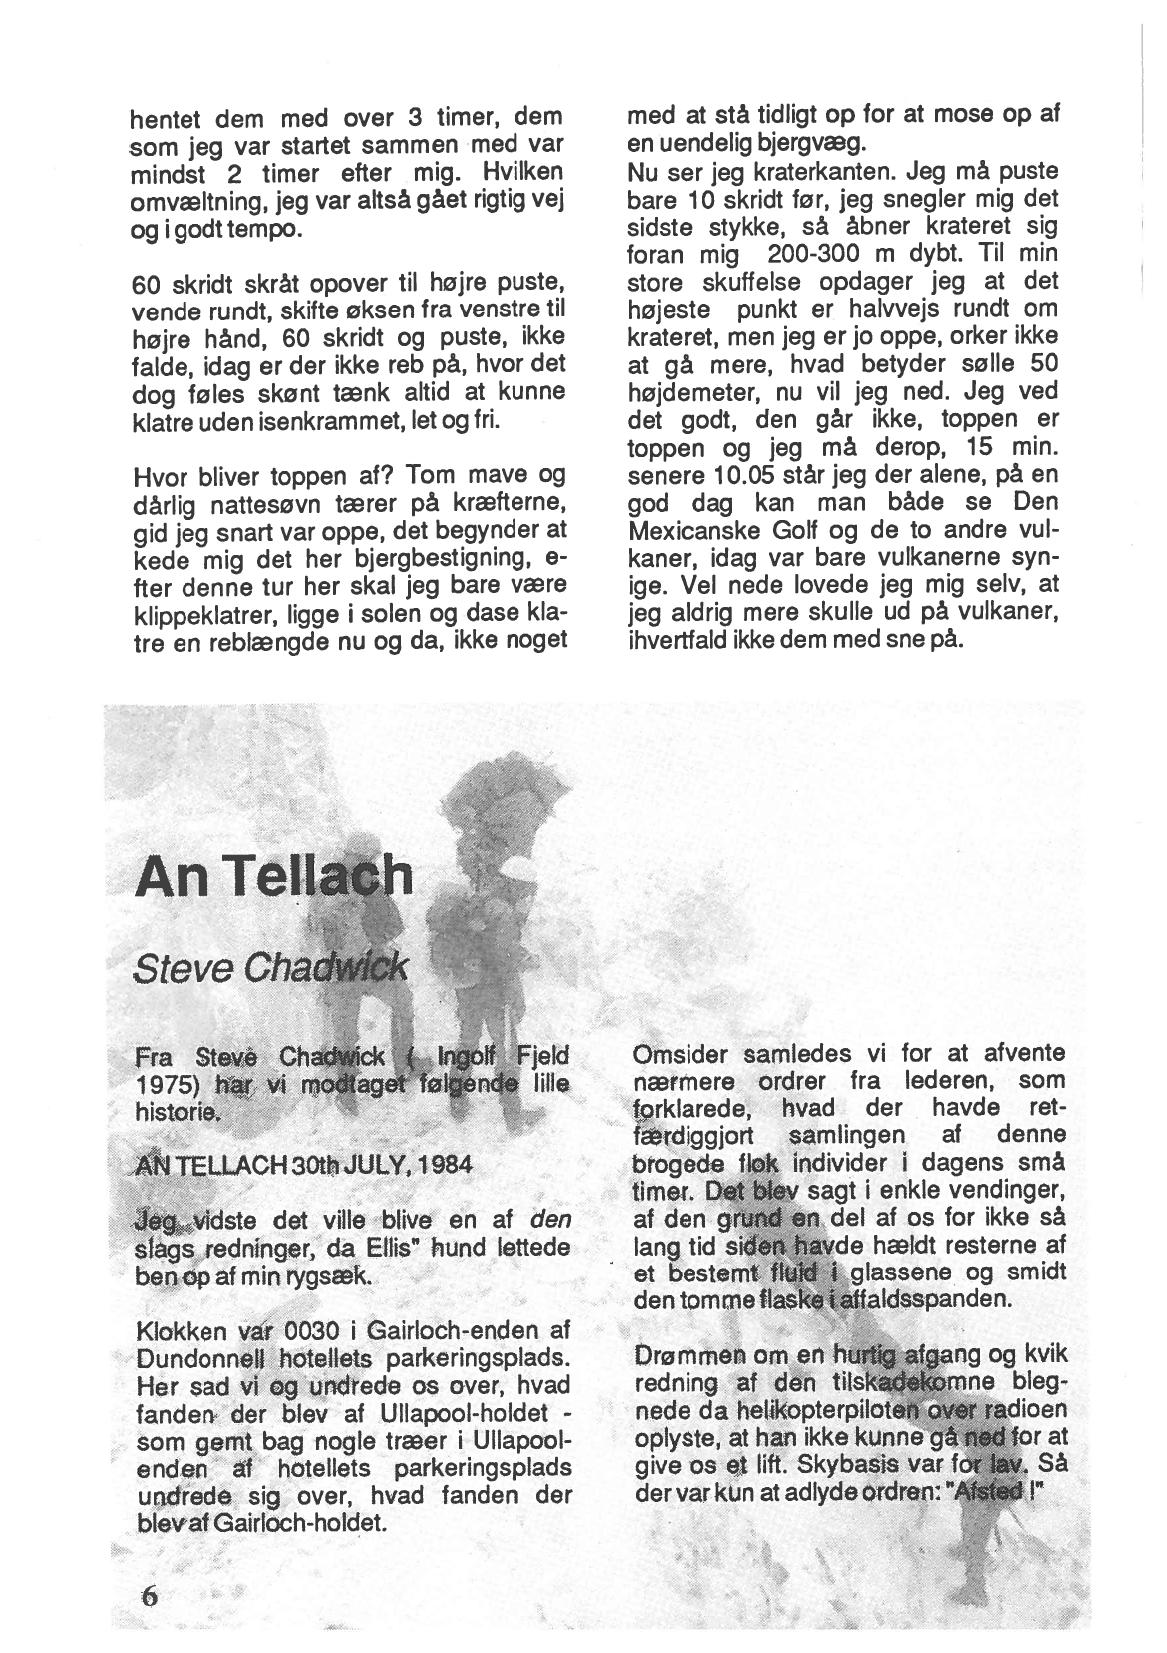 hentet dem med over 3 timer, dem
som jeg var startet sammen med var
mindst 2 timer efter mig. Hvilken
omvæltning, jeg var altså gået rigtig vej
og i godt tempo.
60 skridt skråt opover til højre puste,
vende rundt, skifte øksen fra venstre til
højre hånd, 60 skridt og puste, ikke
falde, idag er der ikke reb på, hvor det
dog føles skønt tænk altid at kunne
klatre uden isenkrammet, let og fri.
Hvor bliver toppen af? Tom mave og
dårlig nattesøvn tærer på kræfterne,
gid jeg snart var oppe, det begynder at
kede mig det her bjergbestigning, e-
fter denne tur her skal jeg bare være
klippeklatrer, ligge i solen og dase kla-
tre en reblængde nu og da, ikke noget
med at stå tidligt op for at mose op af
en uendelig bjergvæg.
Nu ser jeg kraterkanten. Jeg må puste
bare 10 skridt før, jeg snegler mig det
sidste stykke, så åbner krateret sig
foran mig 200-300 m dybt. Til min
store skuffelse opdager jeg at det
højeste punkt er halvvejs rundt om
krateret, men jeg er jo oppe, orker ikke
at gå mere, hvad betyder sølle 50
højdemeter, nu vil jeg ned. Jeg ved
det godt, den går ikke, toppen er
toppen og jeg må derop, 15 min.
senere 10.05 står jeg der alene, på en
god dag kan man både se Den
Mexicanske Golf og de to andre vul-
kaner, idag var bare vulkanerne syn-
ige. Vel nede lovede jeg mig selv, at
jeg aldrig mere skulle ud på vulkaner,
ihvertfald ikke dem med sne på.
An Tellach
Steve Chadwick
Fra Steve Chadwick ( Ingolf Fjeld
1975) har vi modtaget følgende lille
historie.
AN TELLACH 30th JULY, 1984
Jeg vidste det ville blive en af den
slags redninger, da Ellis" hund lettede
ben op af min rygsæk.
Klokken var 0030 i Gairloch-enden af
Dundonnell hotellets parkeringsplads.
Her sad vi og undrede os over, hvad
fanden der blev af Ullapool-holdet -
som gemt bag nogle træer i Ullapool-
enden af hotellets parkeringsplads
undrede sig over, hvad fanden der
blev af Gairloch-holdet.
Omsider samledes vi for at afvente
nærmere ordrer fra lederen, som
forklarede, hvad der havde ret-
færdiggjort samlingen af denne
brogede flok individer i dagens små
timer. Det blev sagt i enkle vendinger,
af den grund en del af os for ikke så
lang tid siden havde hældt resterne af
et bestemt fluid i glassene og smidt
den tomme flaske i affaldsspanden.
Drømmen om en hurtig afgang og kvik
redning af den tilskadekomne bleg-
nede da helikopterpiloten over radioen
oplyste, at han ikke kunne gå ned for at
give os et lift. Skybasis var for lav. Så
der var kun at adlyde ordren: "Afsted !"
6